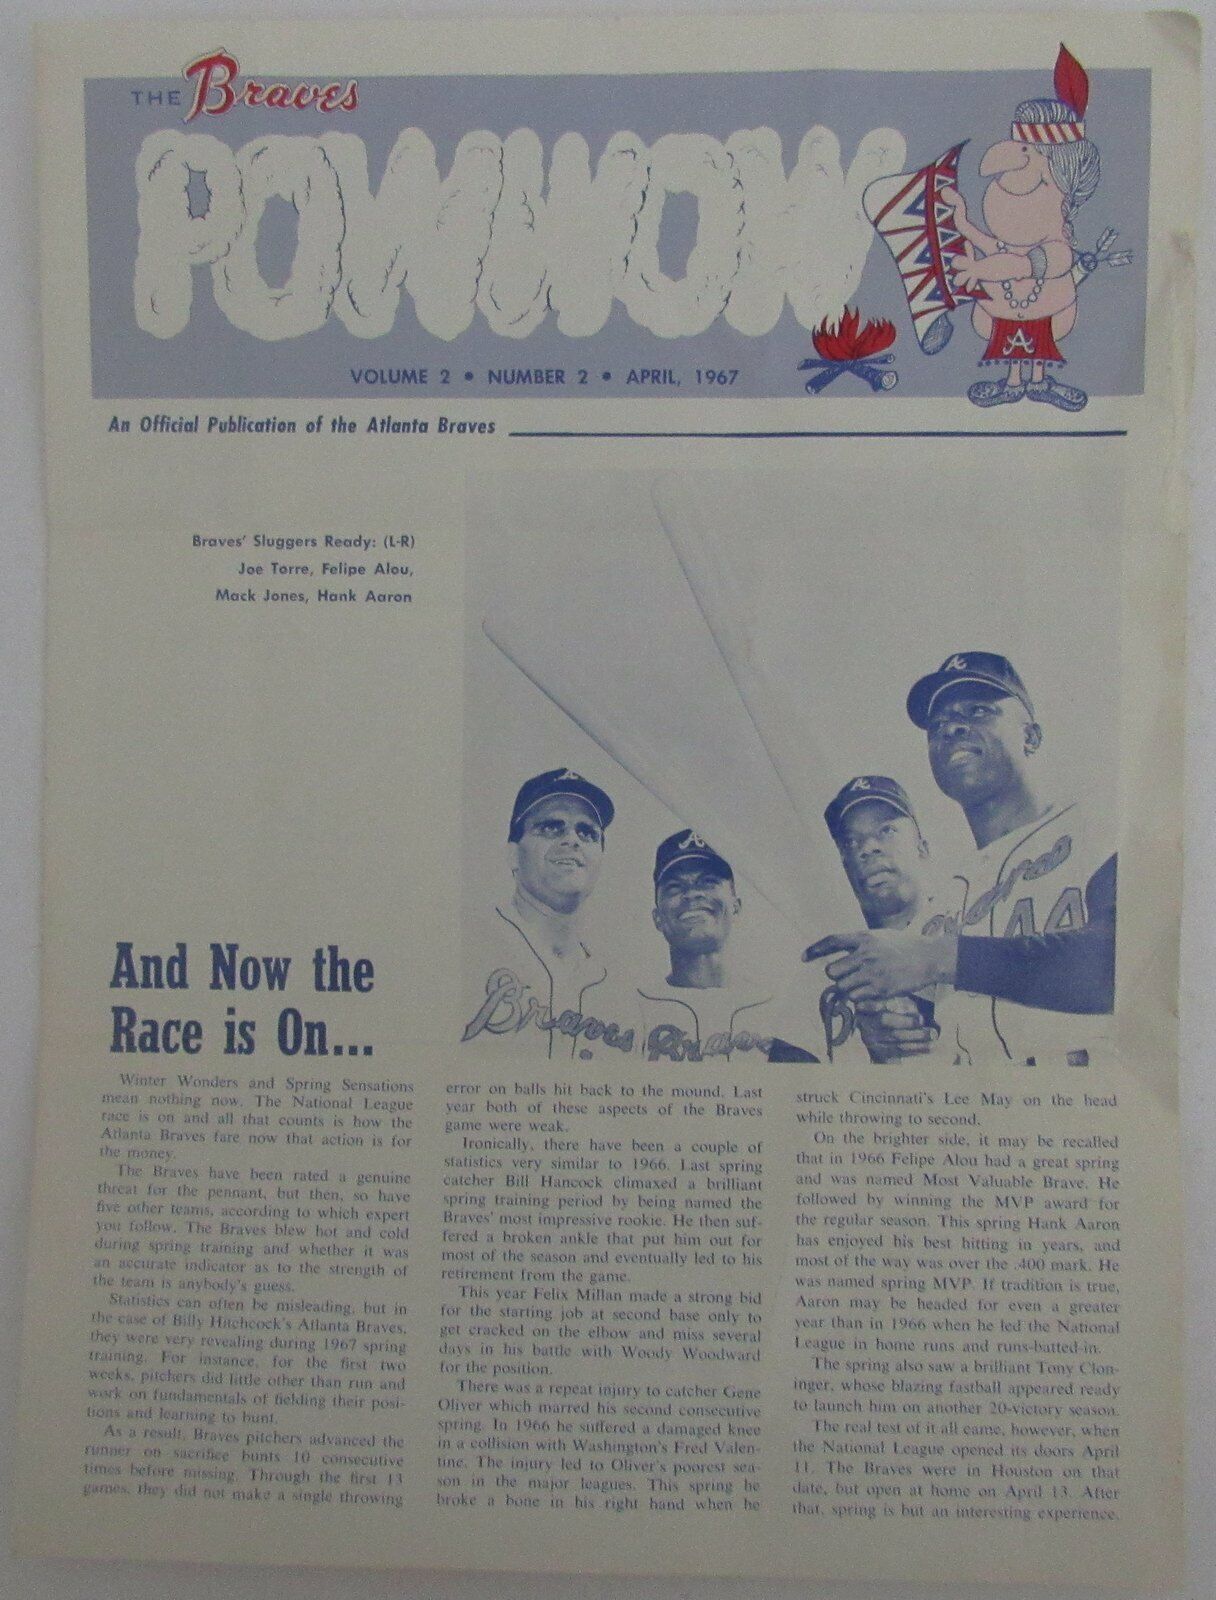 THE Braves
POWWOW
A
VOLUME 2 • NUMBER 2 • APRIL, 1967
An Official Publication of the Atlanta Braves
Braves' Sluggers Ready: (L-R)
Joe Torre, Felipe Alou,
Mack Jones, Hank Aaron
A
A
A
A
Braves
Braves
44
And Now the
Race is On...
Winter Wonders and Spring Sensations
mean nothing now. The National League
race is on and all that counts is how the
Atlanta Braves fare now that action is for
the money.
The Braves have been rated a genuine
threat for the pennant, but then, so have
five other teams, according to which expert
you follow. The Braves blew hot and cold
during spring training and whether it was
an accurate indicator as to the strength of
the team is anybody's guess.
Statistics can often be misleading, but in
the case of Billy Hitchcock's Atlanta Braves,
they were very revealing during 1967 spring
training. For instance, for the first two
weeks, pitchers did little other than run and
work on fundamentals of fielding their posi-
tions and learning to bunt.
As a result, Braves pitchers advanced the
runner on sacrifice bunts 10 consecutive
times before missing. Through the first 13
games, they did not make a single throwing
error on balls hit back to the mound. Last
year both of these aspects of the Braves
game were weak.
Ironically, there have been a couple of
statistics very similar to 1966. Last spring
catcher Bill Hancock climaxed a brilliant
spring training period by being named the
Braves' most impressive rookie. He then suf-
fered a broken ankle that put him out for
most of the season and eventually led to his
retirement from the game.
This year Felix Millan made a strong bid
for the starting job at second base only to
get cracked on the elbow and miss several
days in his battle with Woody Woodward
for the position.
There was a repeat injury to catcher Gene
Oliver which marred his second consecutive
spring. In 1966 he suffered a damaged knee
in a collision with Washington's Fred Valen-
tine. The injury led to Oliver's poorest sea-
son in the major leagues. This spring he
broke a bone in his right hand when he
struck Cincinnati's Lee May on the head
while throwing to second.
On the brighter side, it may be recalled
that in 1966 Felipe Alou had a great spring
and was named Most Valuable Brave. He
followed by winning the MVP award for
the regular season. This spring Hank Aaron
has enjoyed his best hitting in years, and
most of the way was over the .400 mark. He
was named spring MVP. If tradition is true,
Aaron may be headed for even a greater
year than in 1966 when he led the National
League in home runs and runs-batted-in.
The spring also saw a brilliant Tony Clon-
inger, whose blazing fastball appeared ready
to launch him on another 20-victory season.
The real test of it all came, however, when
the National League opened its doors April
11. The Braves were in Houston on that
date, but open at home on April 13. After
that, spring is but an interesting experience.